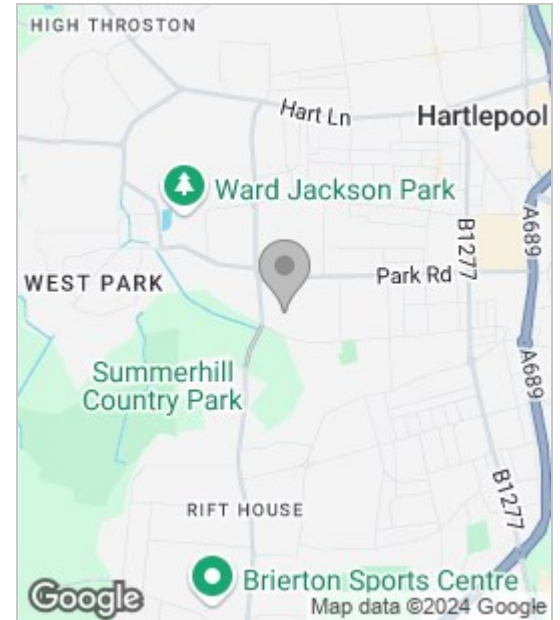 HIGH THROSTON
Hart Ln
Hartlepool
Ward Jackson Park
A689
B1277
WEST PARK
Park Rd
Summerhill
Country Park
A689
B1277
RIFT HOUSE
Brierton Sports Centre
Google
Map data ©2024 Google